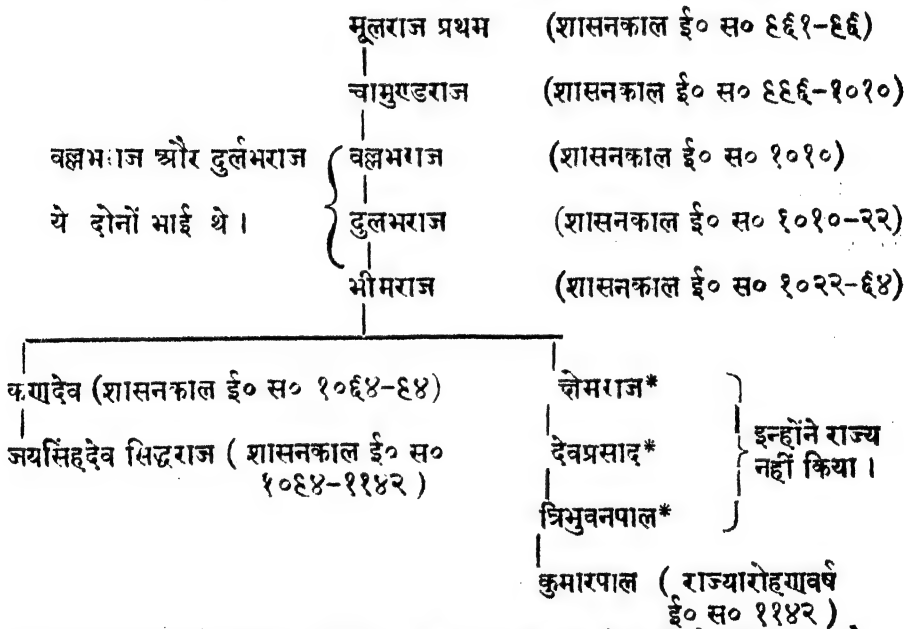 मूलराज प्रथम (शासनकाल ई० स० ९६१-९६)
चामुण्डराज (शासनकाल ई० स० ९९६-१०१०)
वल्लभराज और दुर्लभराज वल्लभराज (शासनकाल ई० स० १०१०)
ये दोनों भाई थे। दुलभराज (शासनकाल ई० स० १०१०-२२)
भीमराज (शासनकाल ई० स० १०२२-६४)
कणदेव (शासनकाल ई० स० १०६४-९४)
जयसिंहदेव सिद्धराज ( शासनकाल ई० स०
१०९४-११४२ )
क्षेमराज*
देवप्रसाद*
त्रिभुवनपाल*
इन्होंने राज्य
नहीं किया।
कुमारपाल ( राज्यारोहणवर्ष
ई० स० ११४२ )